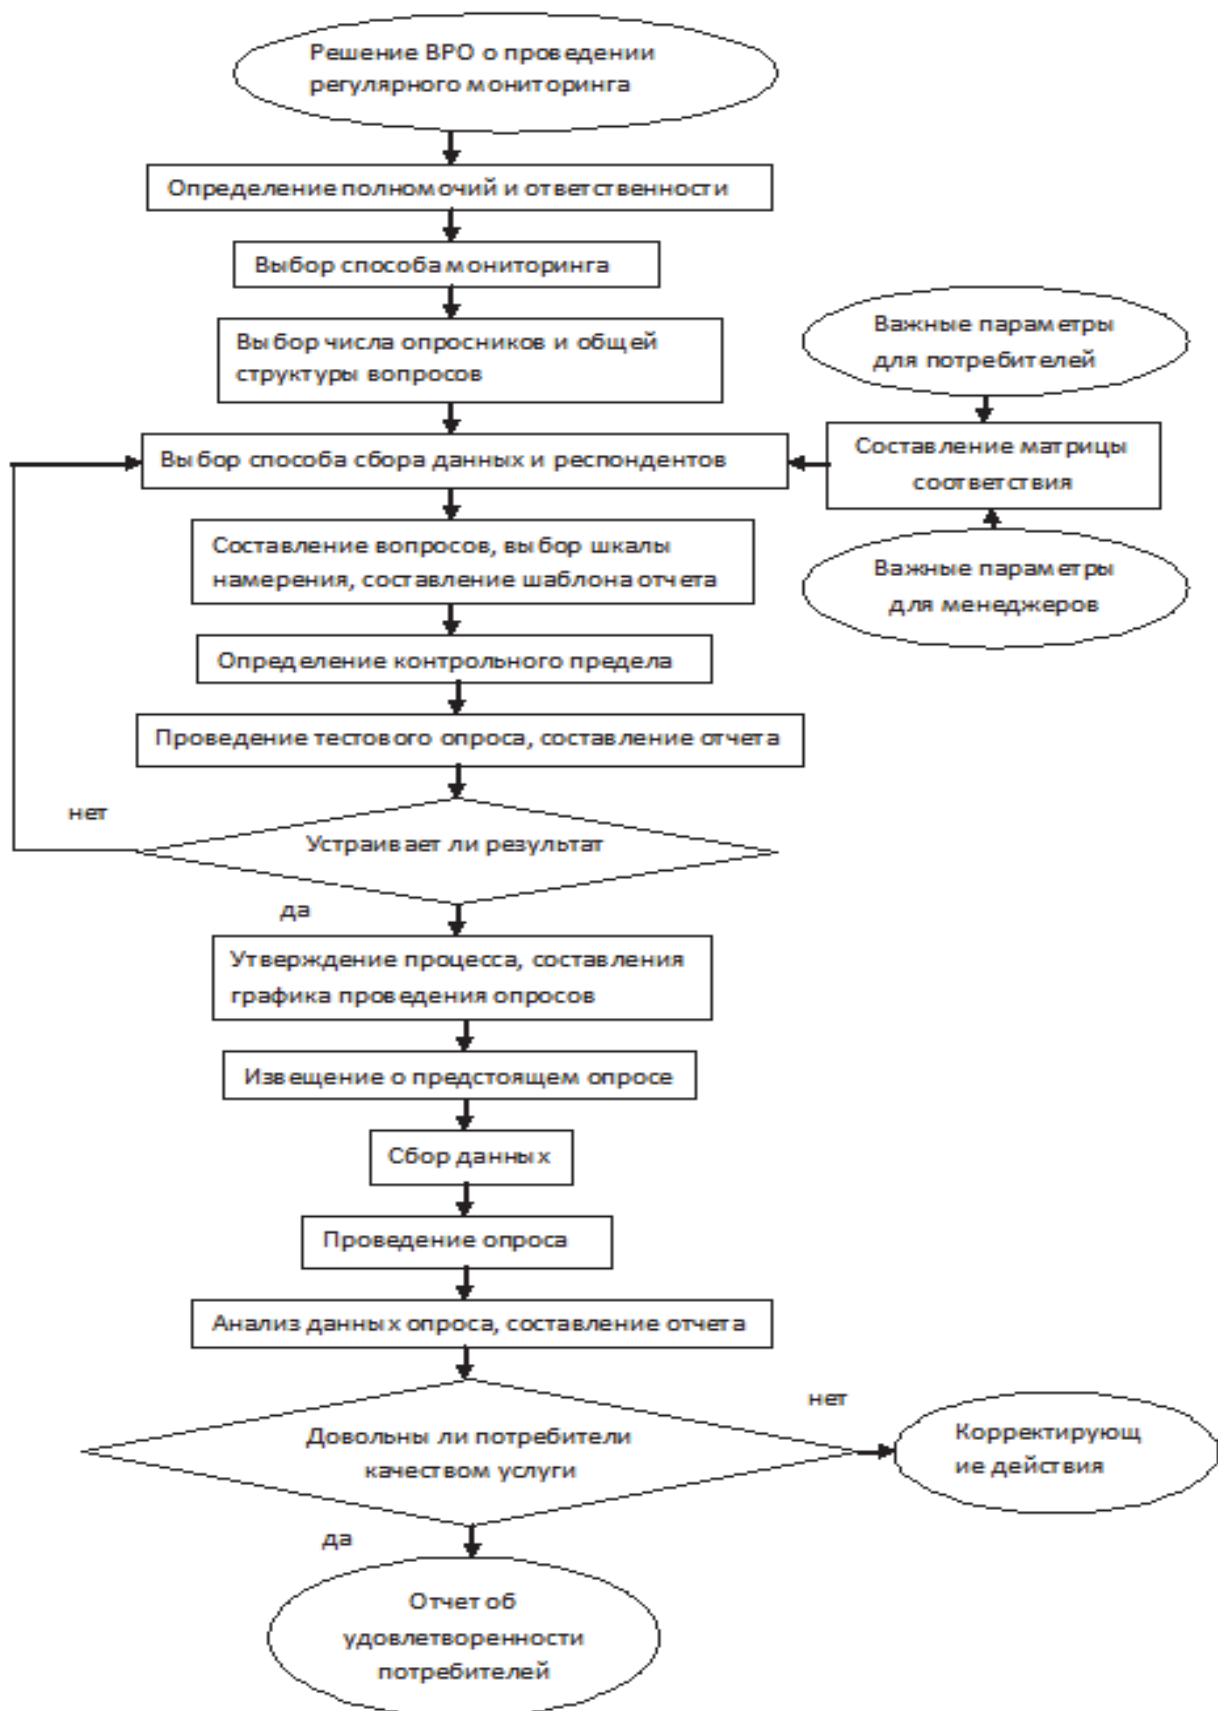 Решение ВРО о проведении
регулярного мониторинга
Определение полномочий и ответственности
Выбор способа мониторинга
Выбор числа опросников и общей
структуры вопросов
Важные параметры
для потребителей
Выбор способа сбора данных и респондентов
Составление матрицы
соответствия
Составление вопросов, выбор шкалы
намерения, составление шаблона отчета
Важные параметры
для менеджеров
Определение контрольного предела
Проведение тестового опроса, составление отчета
нет
Устраивает ли результат
да
Утверждение процесса, составления
графика проведения опросов
Извещение о предстоящем опросе
Сбор данных
Проведение опроса
Анализ данных опроса, составление отчета
нет
Довольны ли потребители
качеством услуги
Корректирующ
ие действия
да
Отчет об
удовлетворенности
потребителей